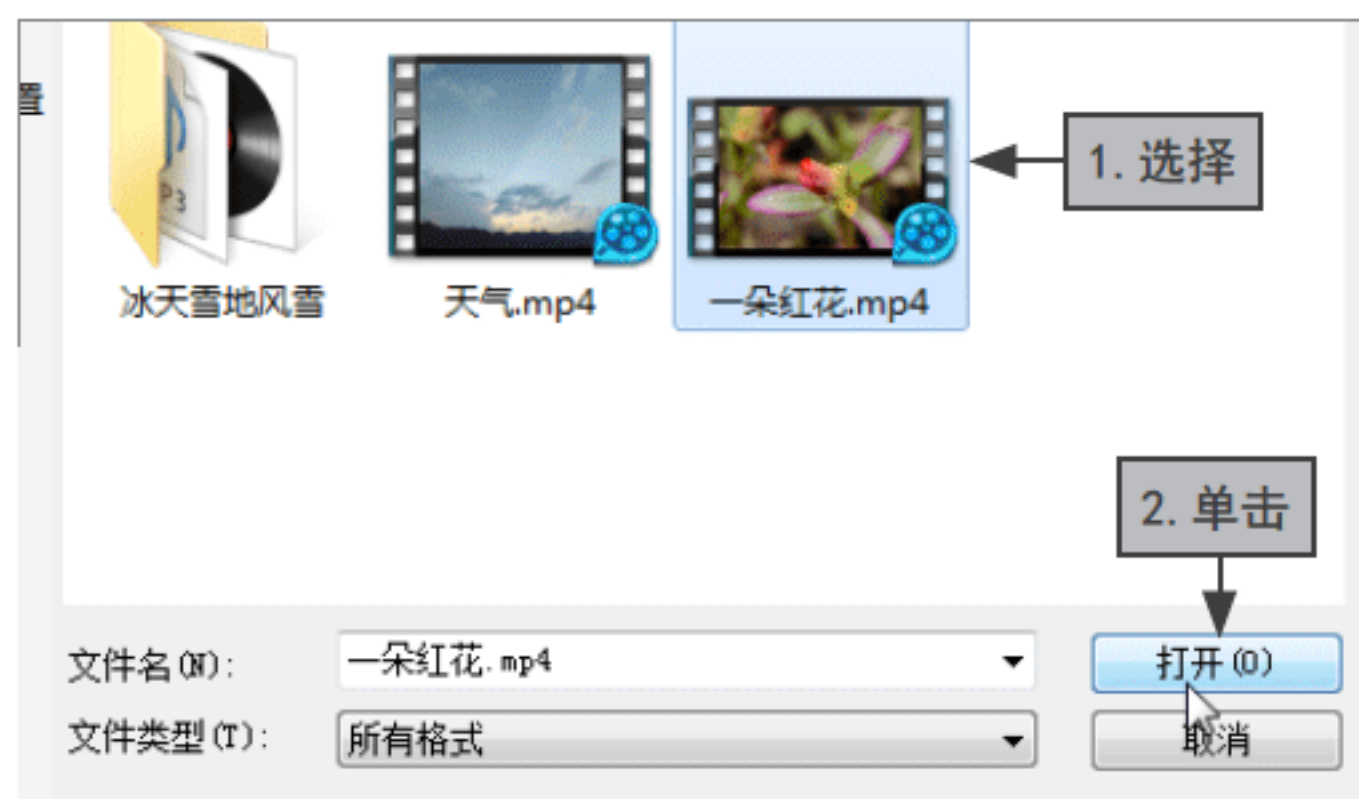 置
1. 选择
冰天雪地风雪
天气.mp4
一朵红花.mp4
2. 单击
文件名(N):
一朵红花.mp4
打开(O)
文件类型(T):
所有格式
取消